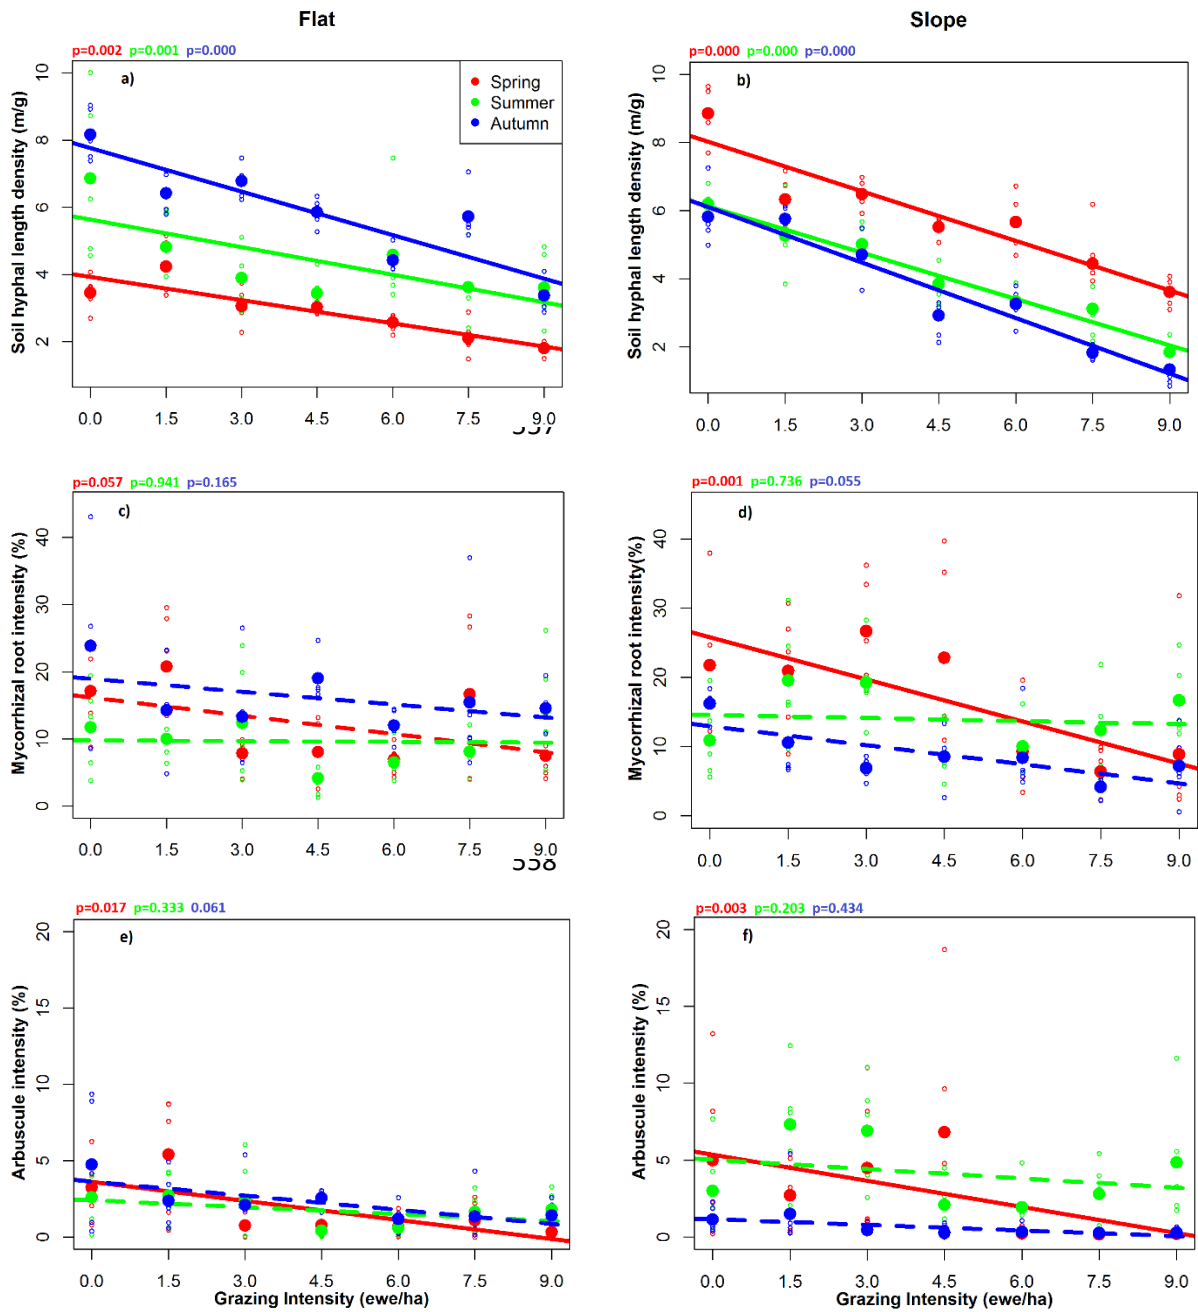 Flat
Slope
p=0.002 p=0.001 p=0.000
a)
Spring
Summer
Autumn
Soil hyphal length density (m/g)
10
8
6
4
2
0.0 1.5 3.0 4.5 6.0 7.5 9.0
p=0.000 p=0.000 p=0.000
b)
Soil hyphal length density (m/g)
10
8
6
4
2
0.0 1.5 3.0 4.5 6.0 7.5 9.0
557
p=0.057 p=0.941 p=0.165
c)
Mycorrhizal root intensity (%)
40
30
20
10
0
0.0 1.5 3.0 4.5 6.0 7.5 9.0
p=0.001 p=0.736 p=0.055
d)
Mycorrhizal root intensity(%)
40
30
20
10
0
0.0 1.5 3.0 4.5 6.0 7.5 9.0
558
p=0.017 p=0.333 0.061
e)
Arbuscule intensity (%)
20
15
10
5
0
0.0 1.5 3.0 4.5 6.0 7.5 9.0
Grazing Intensity (ewe/ha)
p=0.003 p=0.203 p=0.434
f)
Arbuscule intensity (%)
20
15
10
5
0
0.0 1.5 3.0 4.5 6.0 7.5 9.0
Grazing Intensity (ewe/ha)